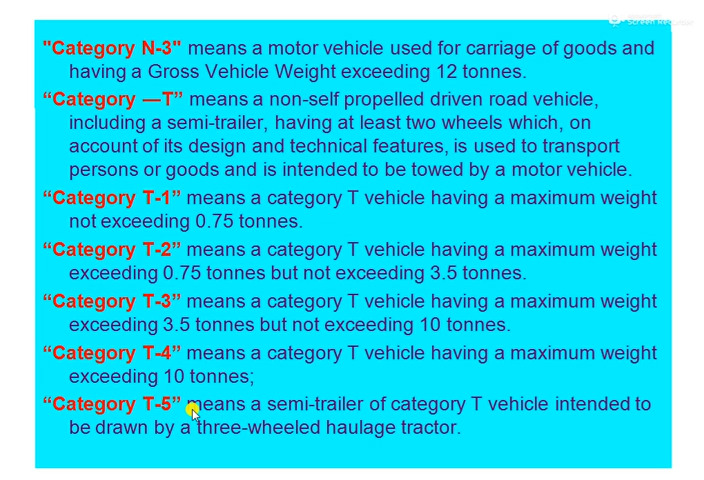 Screen Recorder
"Category N-3" means a motor vehicle used for carriage of goods and
having a Gross Vehicle Weight exceeding 12 tonnes.
“Category —T” means a non-self propelled driven road vehicle,
including a semi-trailer, having at least two wheels which, on
account of its design and technical features, is used to transport
persons or goods and is intended to be towed by a motor vehicle.
“Category T-1” means a category T vehicle having a maximum weight
not exceeding 0.75 tonnes.
“Category T-2” means a category T vehicle having a maximum weight
exceeding 0.75 tonnes but not exceeding 3.5 tonnes.
“Category T-3” means a category T vehicle having a maximum weight
exceeding 3.5 tonnes but not exceeding 10 tonnes.
“Category T-4” means a category T vehicle having a maximum weight
exceeding 10 tonnes;
“Category T-5” means a semi-trailer of category T vehicle intended to
be drawn by a three-wheeled haulage tractor.